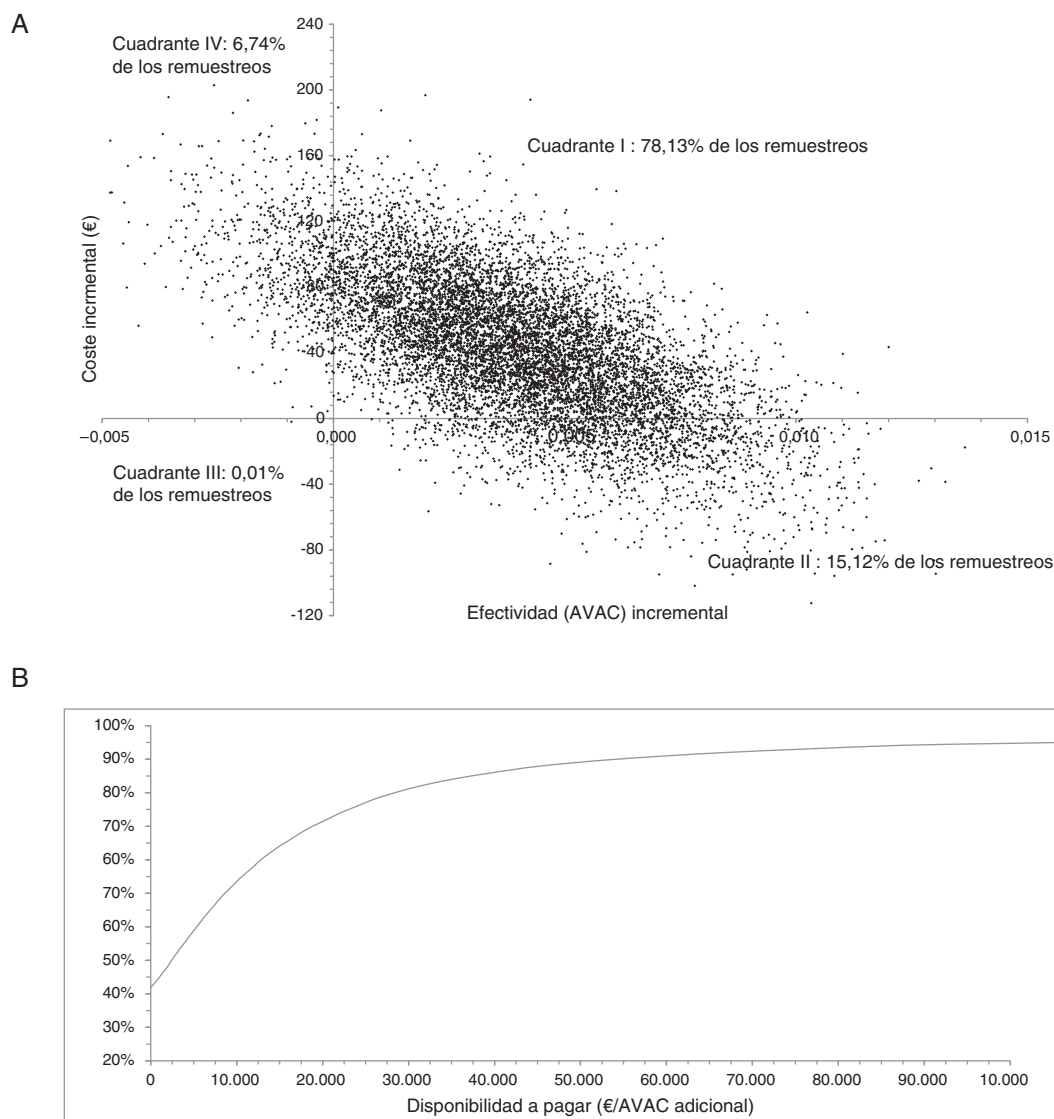 A
240
Cuadrante IV: 6,74%
de los remuestreos
200
160
Cuadrante I : 78,13% de los remuestreos
120
80
40
0
Coste incrmental (€)
–0,005
0,000
0,005
0,010
0,015
Cuadrante III: 0,01%
de los remuestreos
-40
-80
Cuadrante II : 15,12% de los remuestreos
-120
Efectividad (AVAC) incremental
B
100%
90%
80%
70%
70%
60%
50%
40%
30%
20%
0 10.000 20.000 30.000 40.000 50.000 60.000 70.000 80.000 90.000 10.000
Disponibilidad a pagar (€/AVAC adicional)